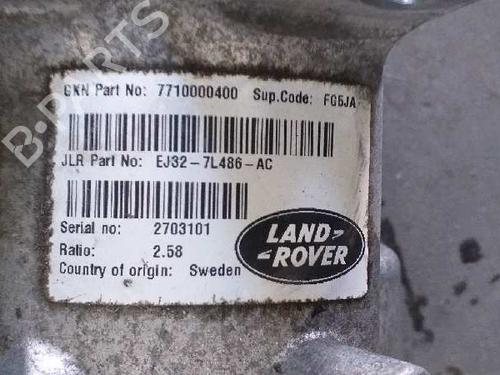 B-PARTS
GKN Part No: 7710000400 Sup.Code: FG5JA
JLR Part No: EJ32-7L486-AC
Serial no: 2703101
Ratio: 2.58
Country of origin: Sweden
LAND-
-ROVER